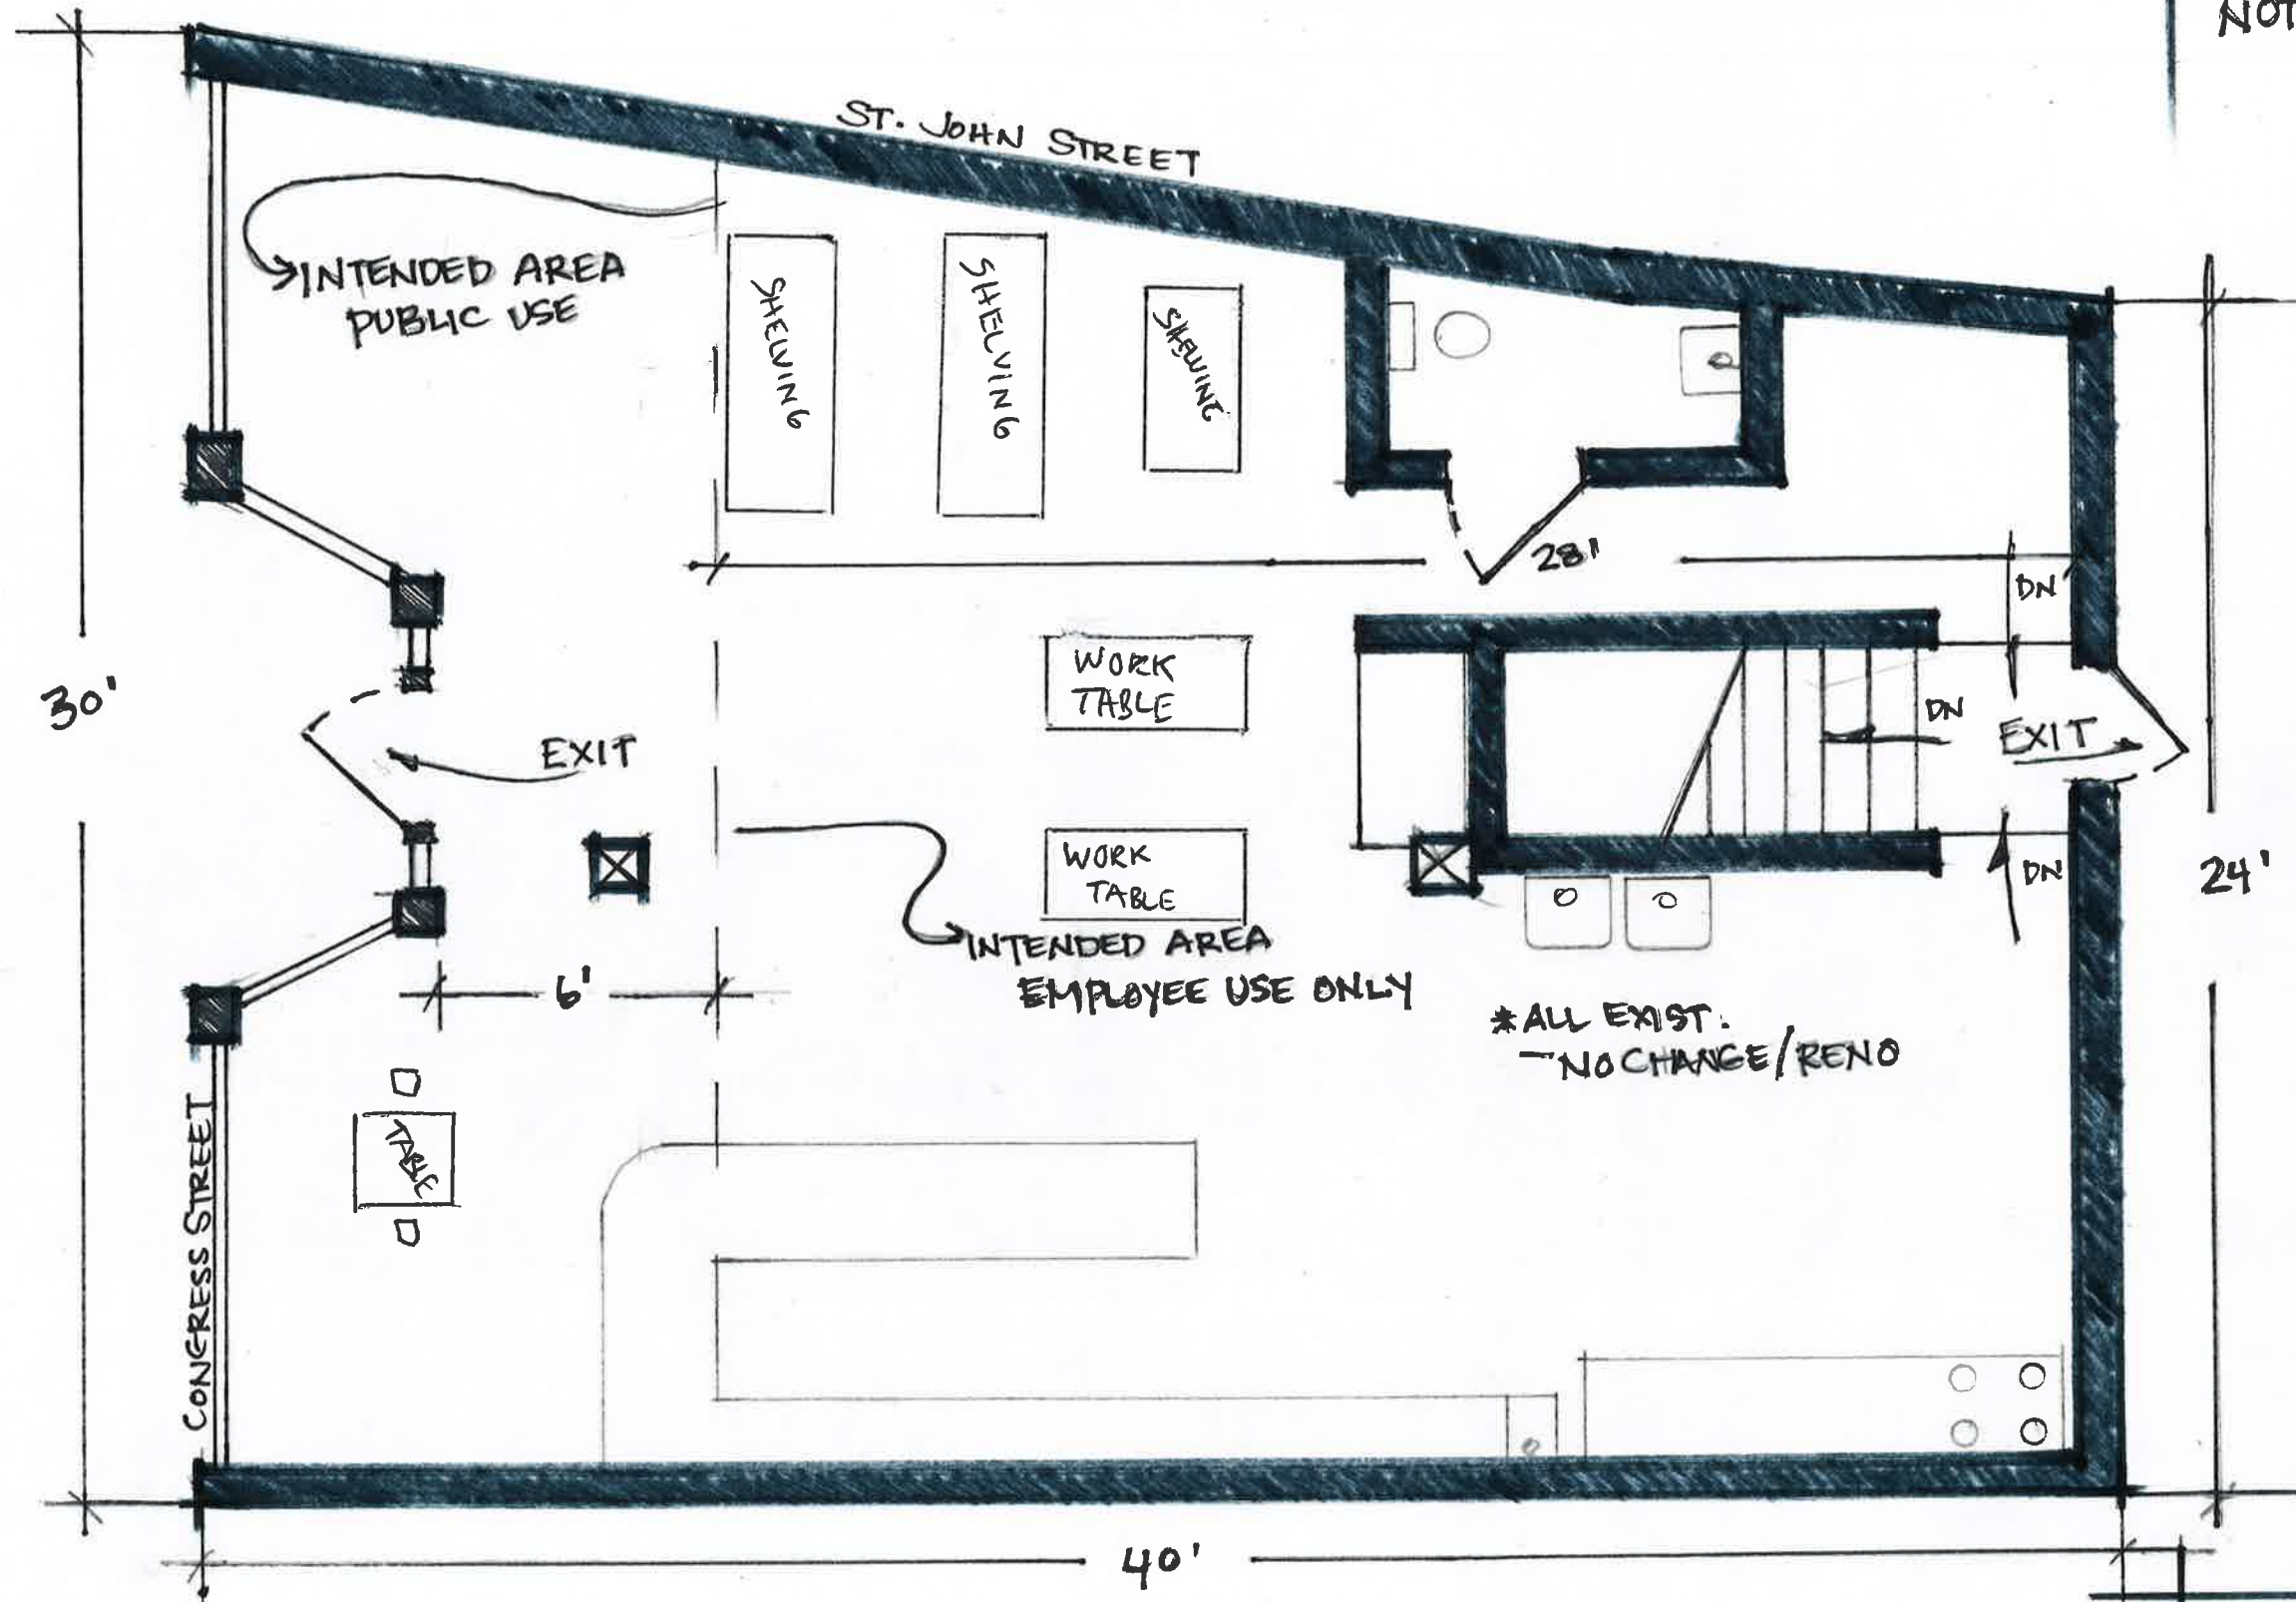 NOT
ST. JOHN STREET
INTENDED AREA
PUBLIC USE
SHELVING
SHELVING
SHELVING
28'
DN
WORK
TABLE
30'
EXIT
DN
EXIT
WORK
TABLE
DN
24'
INTENDED AREA
EMPLOYEE USE ONLY
6'
*ALL EXIST.
-NO CHANGE/RENO
TABLE
CONGRESS STREET
40'